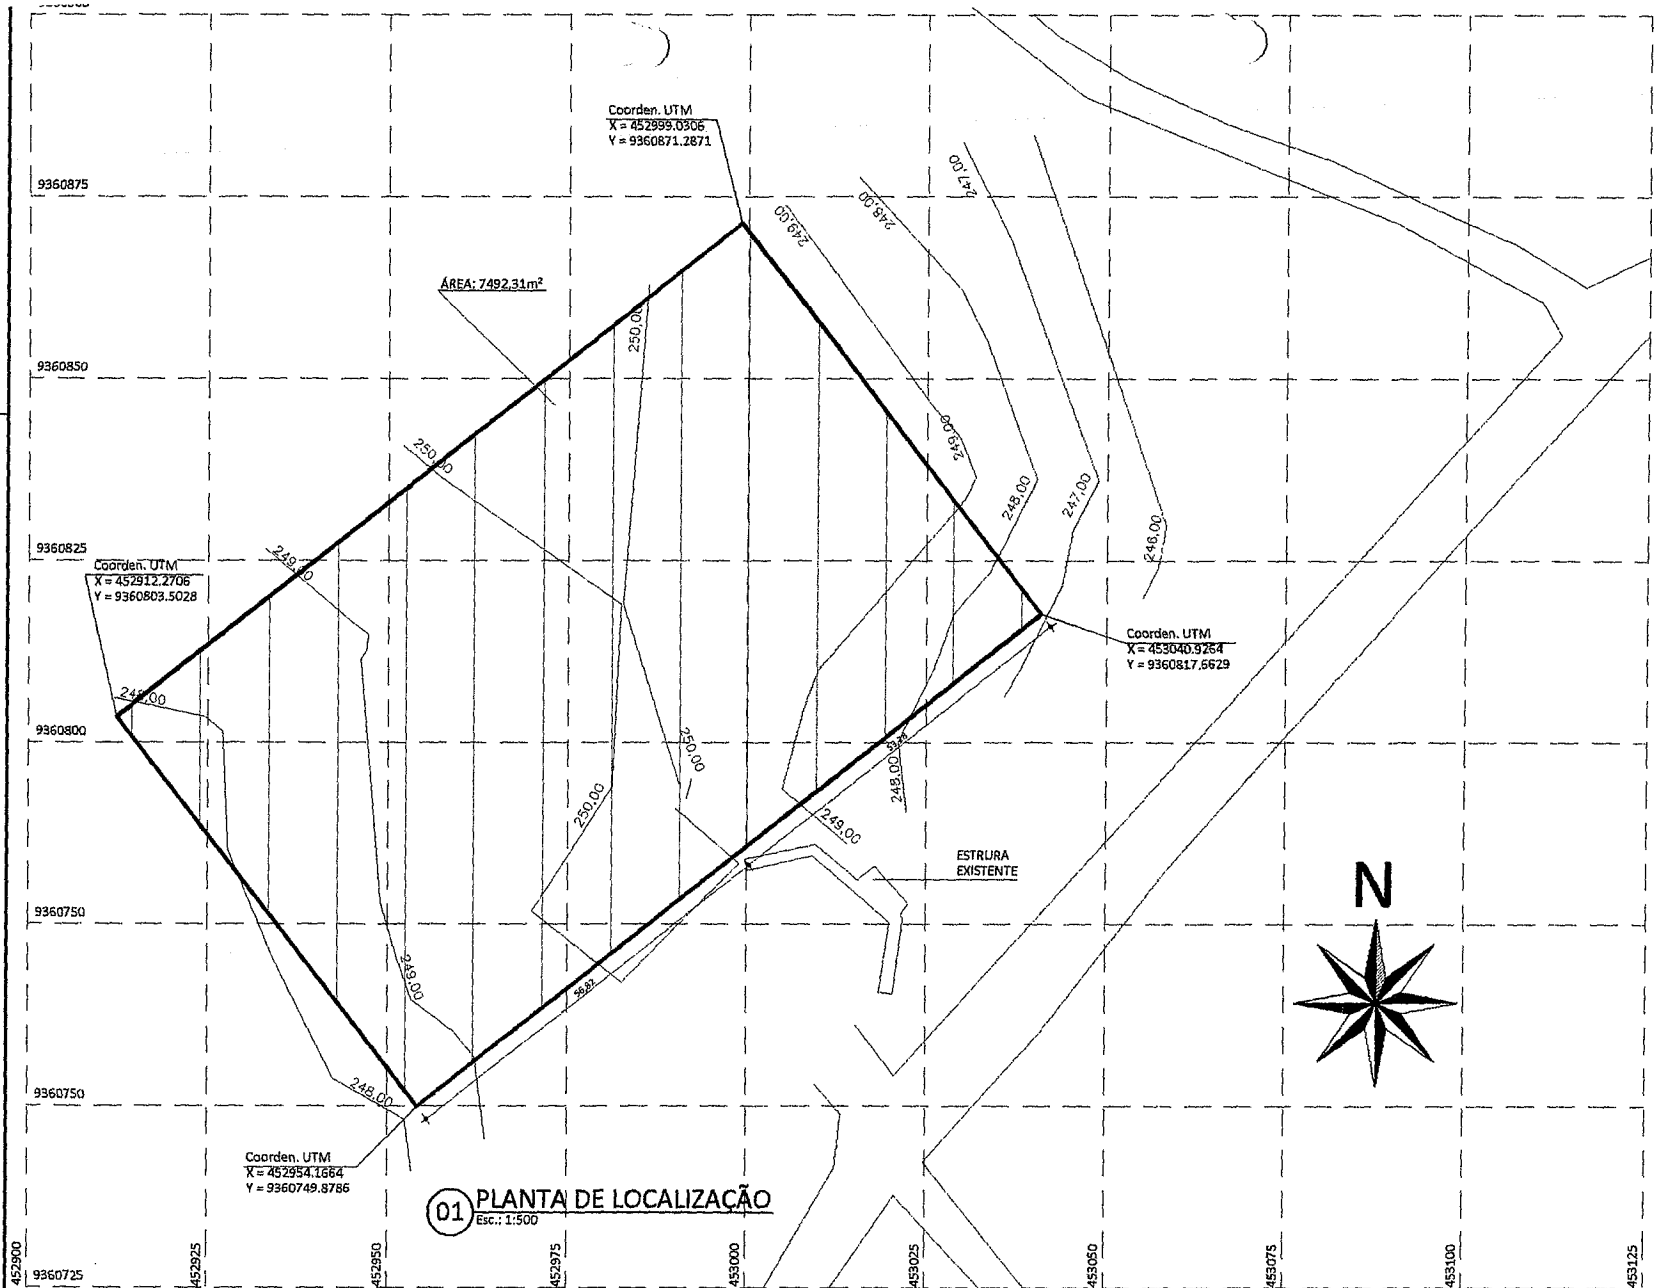 Coorden. UTM
X = 452999.0306
Y = 9360871.2871
9360875
247,00
248,00
249,00
ÁREA: 7492,31m²
250,00
9360850
250,00
249,00
248,00
247,00
246,00
9360825
249,00
Coorden. UTM
X = 452912.2706
Y = 9360803.5028
Coorden. UTM
X = 453040.9264
Y = 9360817.6629
248,00
9360800
250,00
53,28
248,00
250,00
249,00
ESTRURA
EXISTENTE
N
9360750
249,00
56,82
9360750
248,00
Coorden. UTM
X = 452954.1664
Y = 9360749.8786
01 PLANTA DE LOCALIZAÇÃO
Esc.: 1:500
9360725
452900
452925
452950
452975
453000
453025
453050
453075
453100
453125